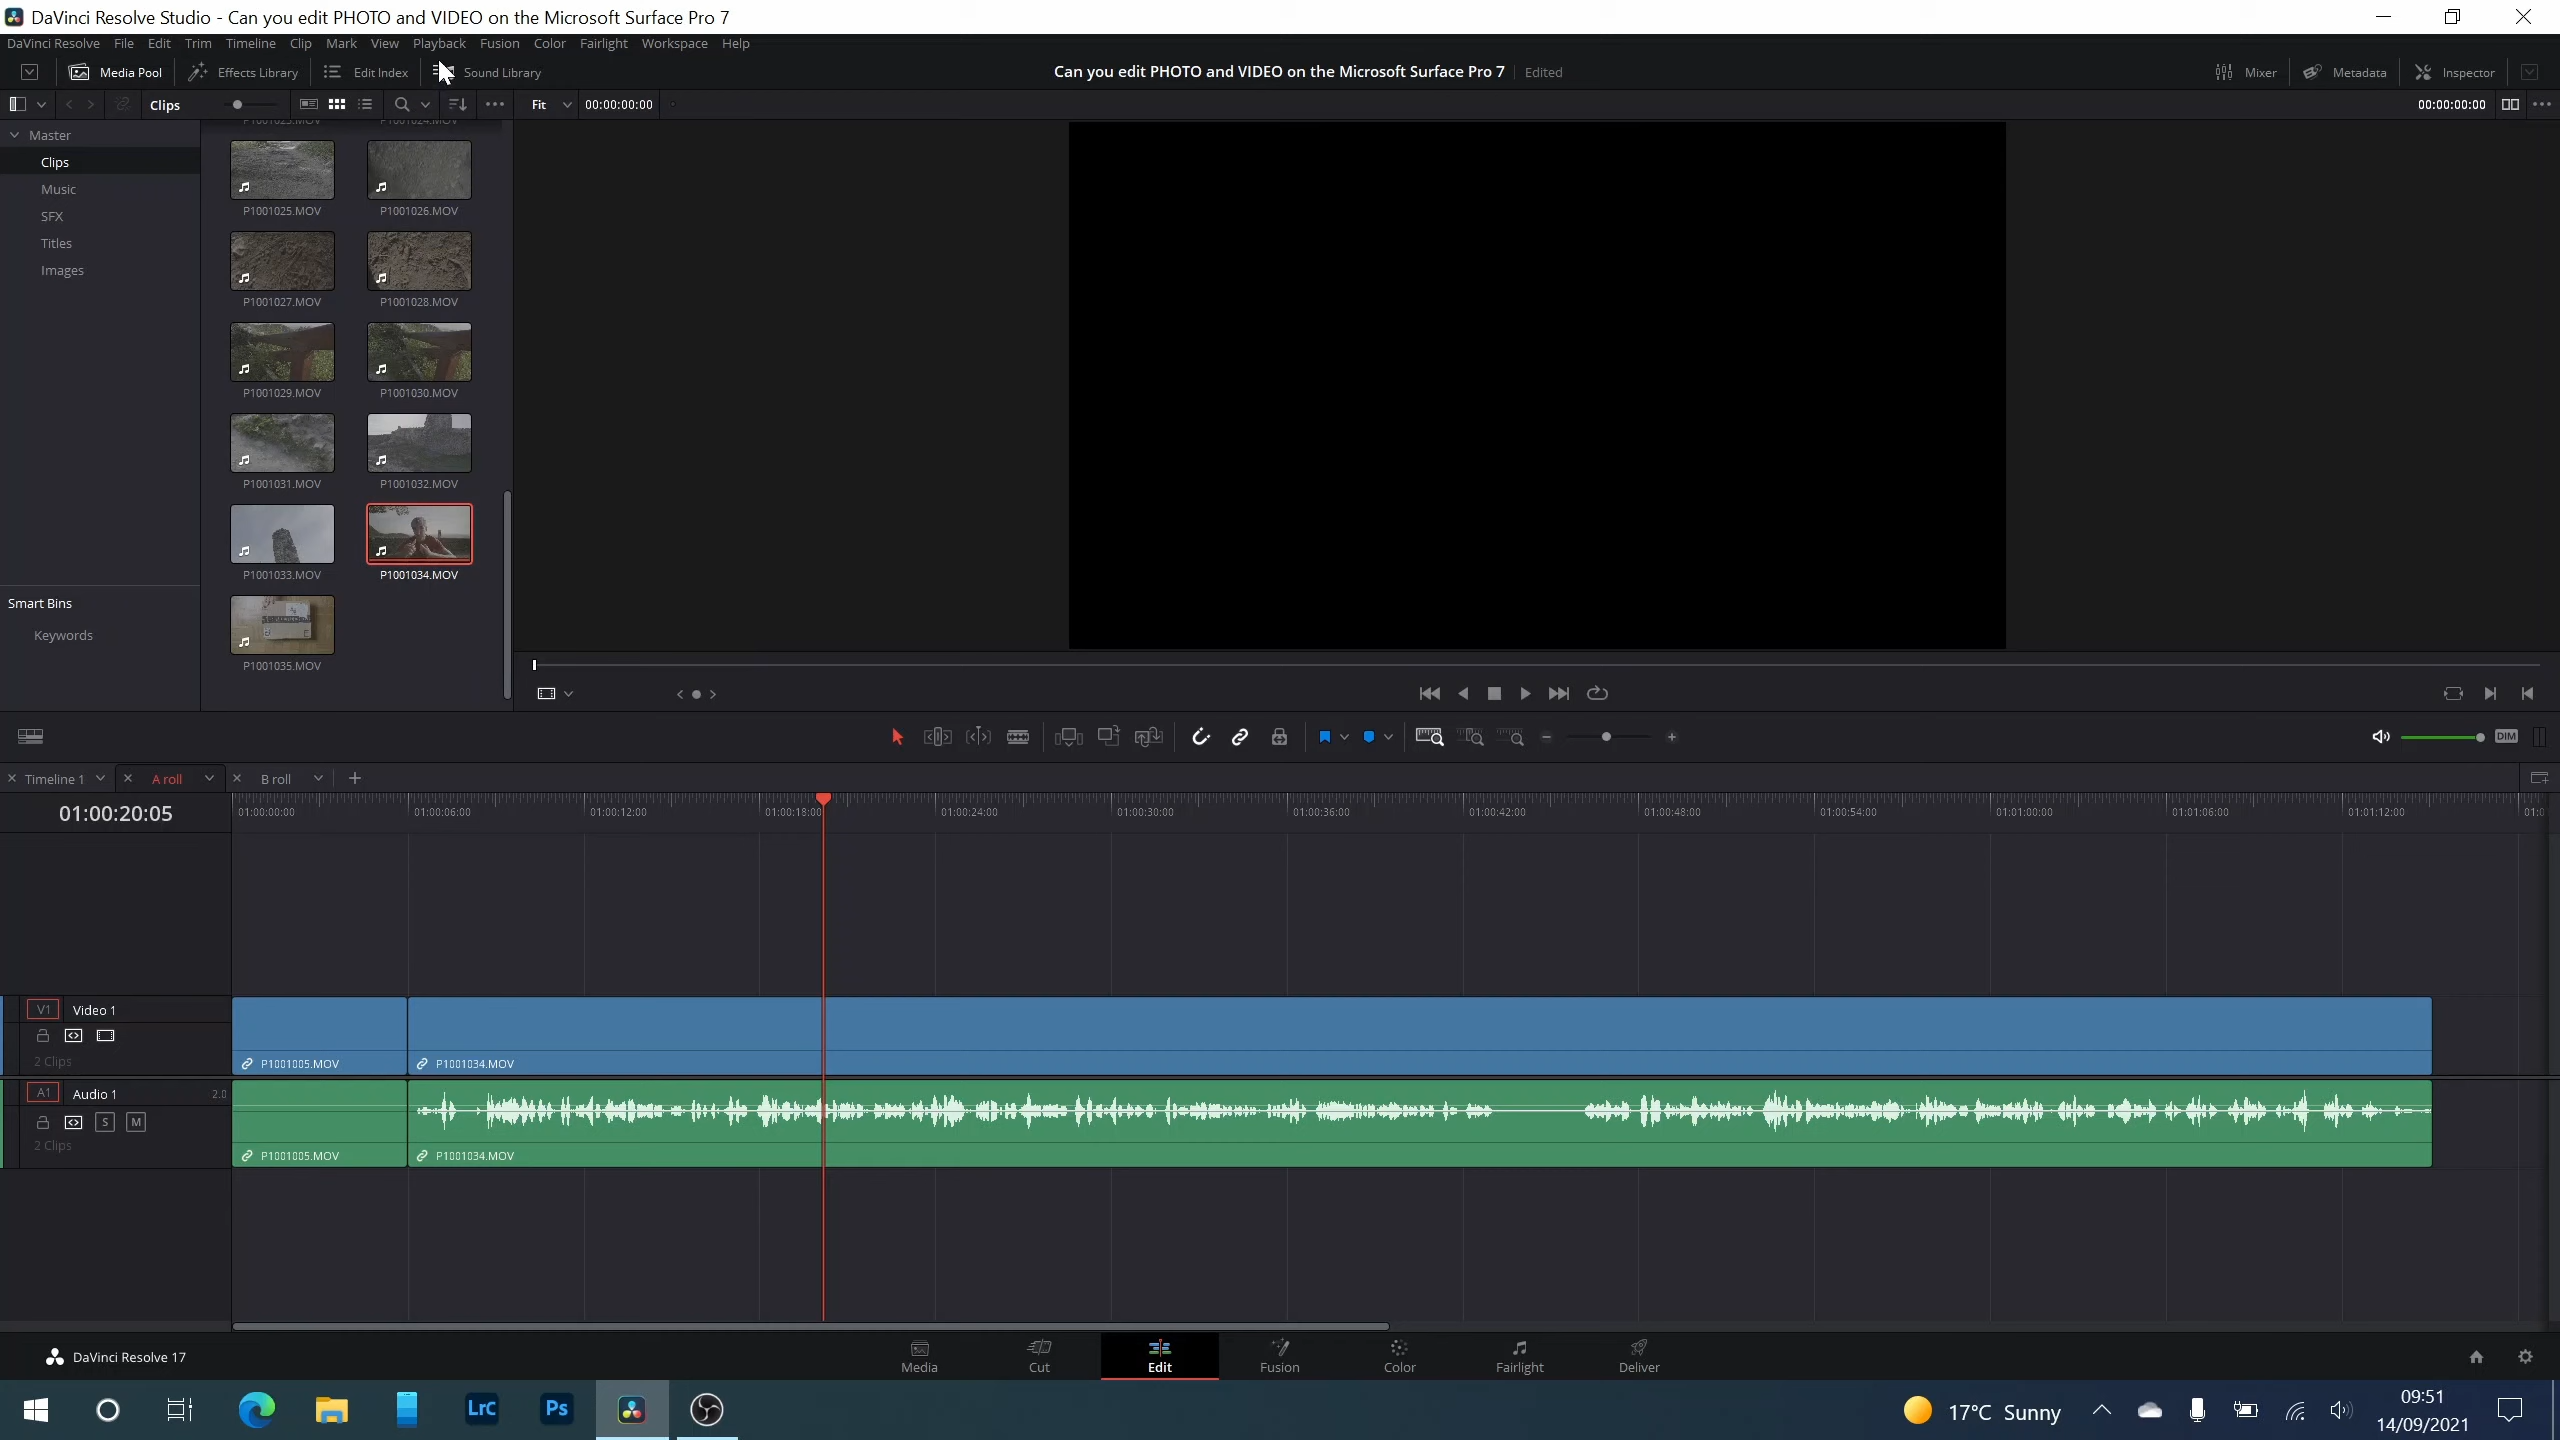 DaVinci Resolve Studio - Can you edit PHOTO and VIDEO on the Microsoft Surface Pro 7
DaVinci Resolve File Edit Trim Timeline Clip Mark View Playback Fusion Color Fairlight Workspace Help
Media Pool Effects Library Edit Index Sound Library Can you edit PHOTO and VIDEO on the Microsoft Surface Pro 7 Edited Mixer Metadata Inspector
Clips Fit 00:00:00:00 00:00:00:00
Master
P1001023.MOV P1001024.MOV
Clips
Music
P1001025.MOV P1001026.MOV
SFX
Titles
Images
P1001027.MOV P1001028.MOV
P1001029.MOV P1001030.MOV
P1001031.MOV P1001032.MOV
P1001033.MOV P1001034.MOV
Smart Bins
Keywords
P1001035.MOV
DIM
Timeline 1 A roll B roll
01:00:20:05 01:00:00:00 01:00:06:00 01:00:12:00 01:00:18:00 01:00:24:00 01:00:30:00 01:00:36:00 01:00:42:00 01:00:48:00 01:00:54:00 01:01:00:00 01:01:06:00 01:01:12:00
V1 Video 1
2 Clips P1001005.MOV P1001034.MOV
A1 Audio 1 2.0
S M
2 Clips P1001005.MOV P1001034.MOV
DaVinci Resolve 17 Media Cut Edit Fusion Color Fairlight Deliver
LrC Ps 17°C Sunny 09:51
14/09/2021